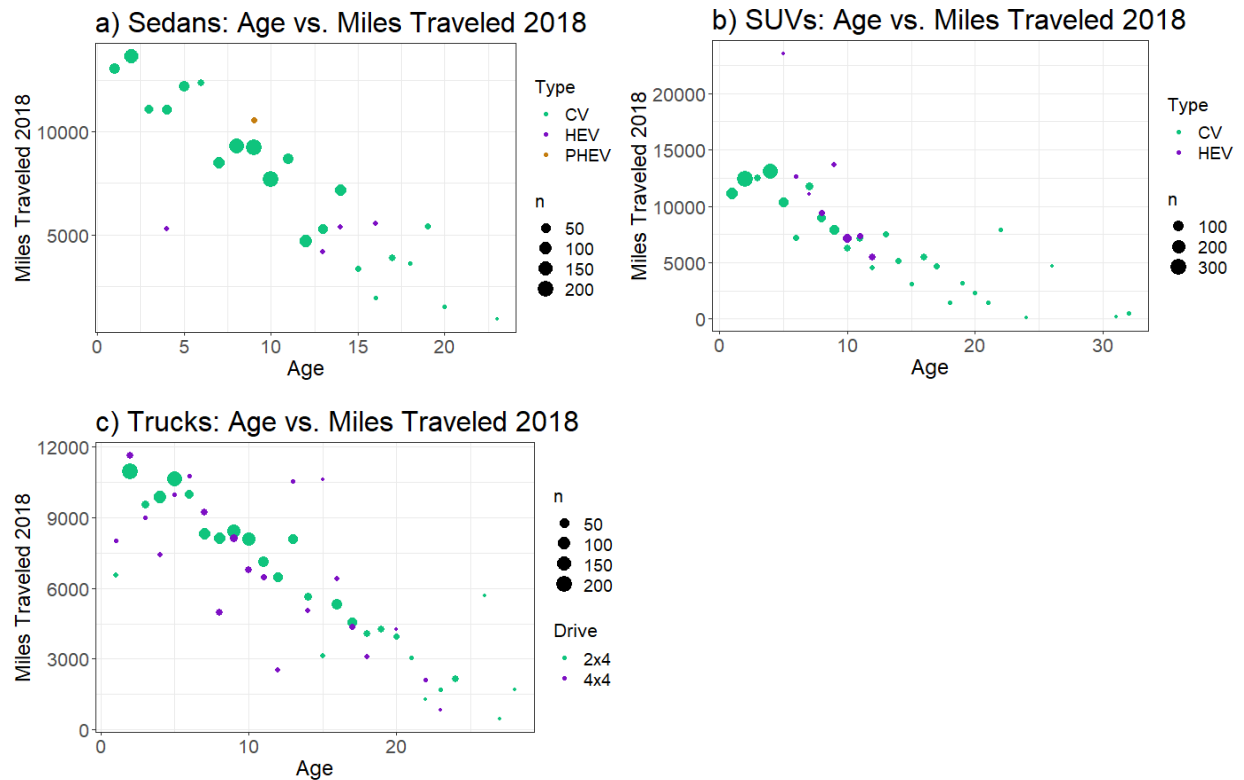 a) Sedans: Age vs. Miles Traveled 2018
Miles Traveled 2018
10000
5000
0
5
10
15
20
Age
Type
CV
HEV
PHEV
n
50
100
150
200
b) SUVs: Age vs. Miles Traveled 2018
Miles Traveled 2018
20000
15000
10000
5000
0
0
10
20
30
Age
Type
CV
HEV
n
100
200
300
c) Trucks: Age vs. Miles Traveled 2018
Miles Traveled 2018
12000
9000
6000
3000
0
0
10
20
Age
n
50
100
150
200
Drive
2x4
4x4